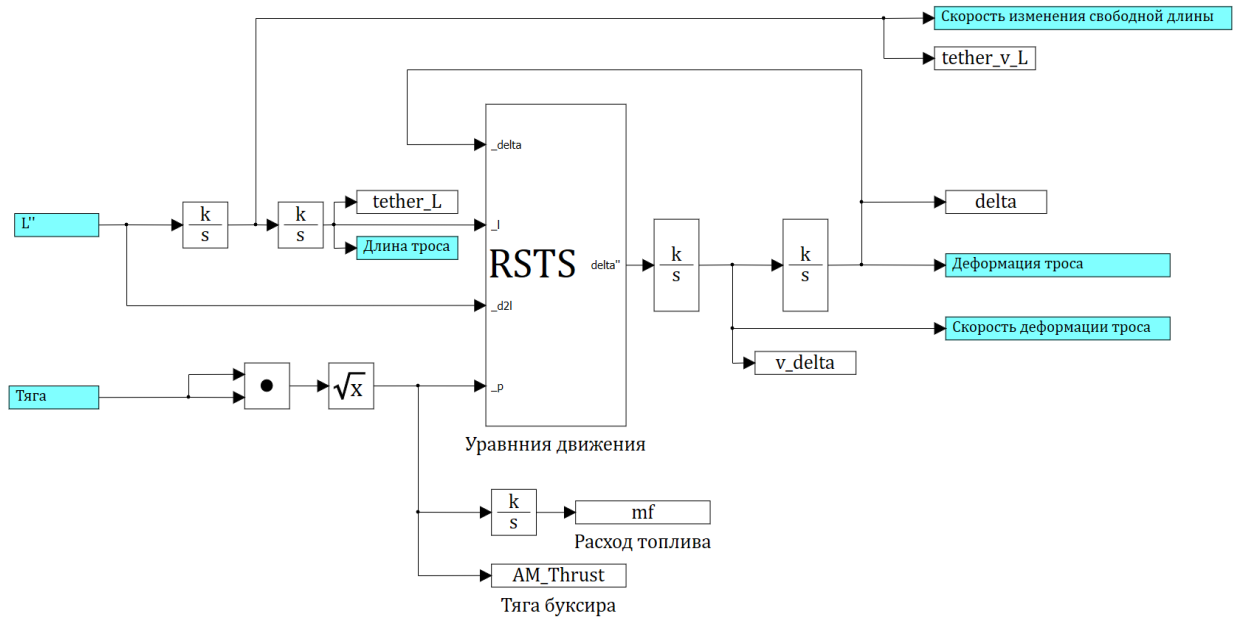 Скорость изменения свободной длины
tether_v_L
_delta
tether_L
delta
L"
k
s
k
s
_l
Длина троса
RSTS
delta"
k
s
k
s
Деформация троса
_d2l
Скорость деформации троса
v_delta
Тяга
√x
_p
Уравнния движения
k
s
mf
Расход топлива
AM_Thrust
Тяга буксира